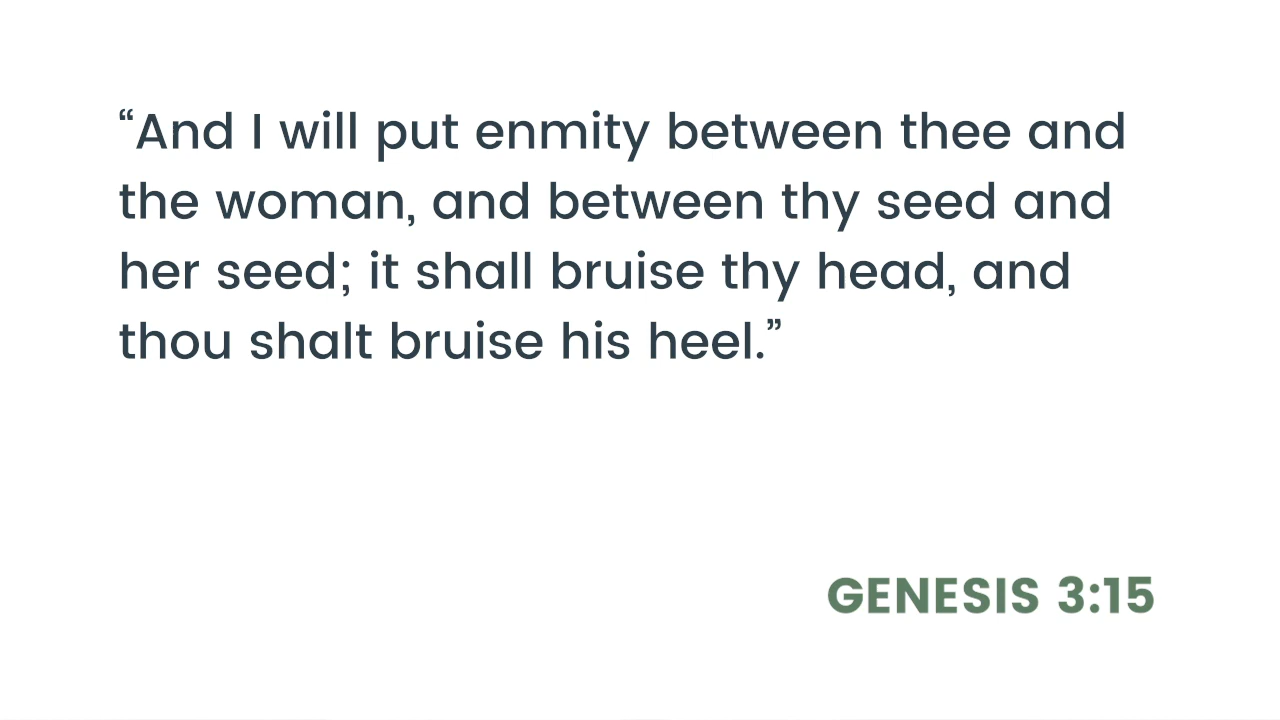 “And I will put enmity between thee and
the woman, and between thy seed and
her seed; it shall bruise thy head, and
thou shalt bruise his heel.”
GENESIS 3:15